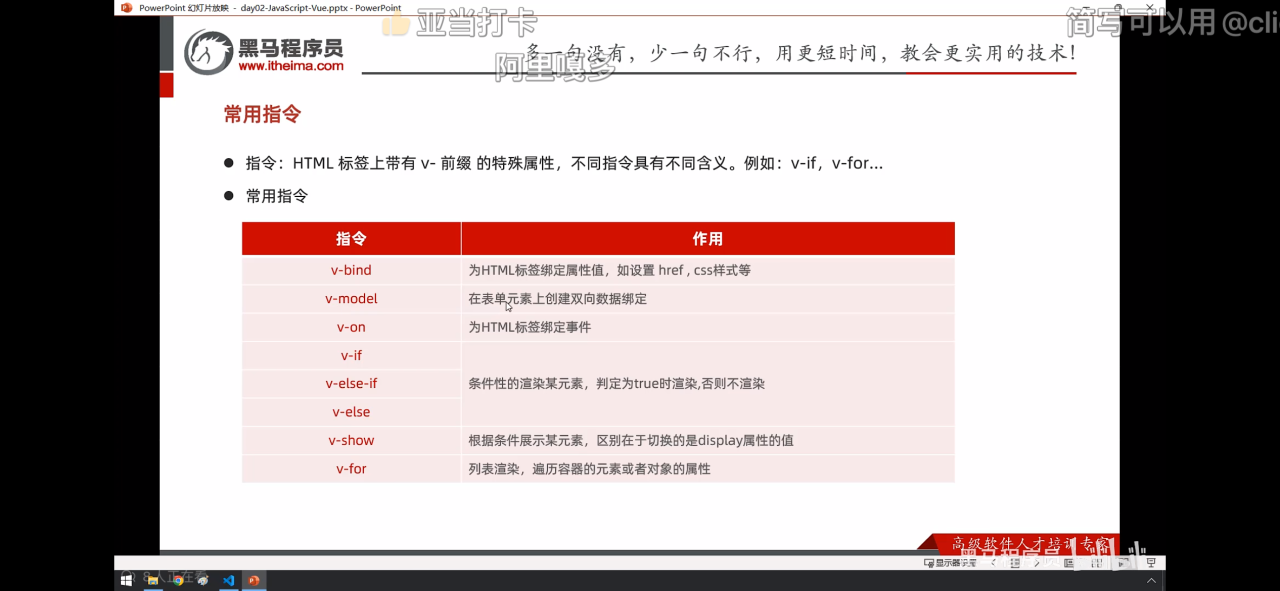 PowerPoint 幻灯片放映 - day02-JavaScript-Vue.pptx - PowerPoint
亚当打卡
简写可以用@cli
黑马程序员
www.itheima.com
多一句没有，少一句不行，用更短时间，教会更实用的技术！
阿里嘎多
常用指令
指令：HTML 标签上带有 v- 前缀 的特殊属性，不同指令具有不同含义。例如：v-if，v-for…
常用指令
指令 作用
v-bind 为HTML标签绑定属性值，如设置 href , css样式等
v-model 在表单元素上创建双向数据绑定
v-on 为HTML标签绑定事件
v-if
v-else-if 条件性的渲染某元素，判定为true时渲染,否则不渲染
v-else
v-show 根据条件展示某元素，区别在于切换的是display属性的值
v-for 列表渲染，遍历容器的元素或者对象的属性
高级软件人才培训专家
黑马程序员
8人正在看